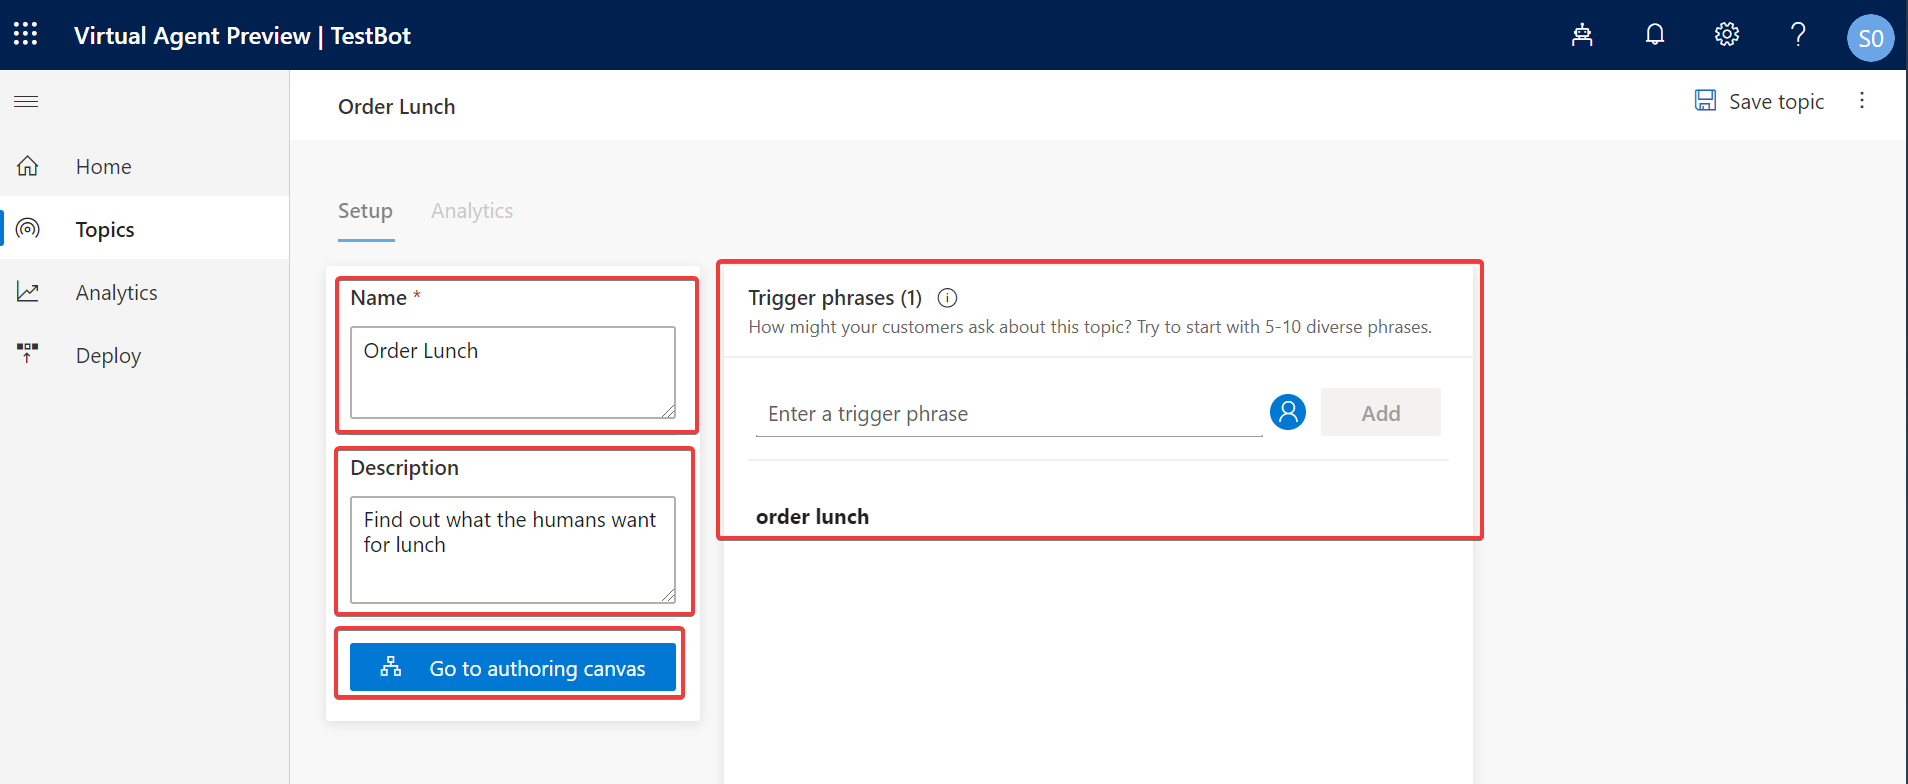 Virtual Agent Preview | TestBot
S0
Order Lunch
Save topic
Home
Topics
Analytics
Deploy
Setup
Analytics
Name *
Order Lunch
Description
Find out what the humans want
for lunch
Go to authoring canvas
Trigger phrases (1)
How might your customers ask about this topic? Try to start with 5-10 diverse phrases.
Enter a trigger phrase
Add
order lunch